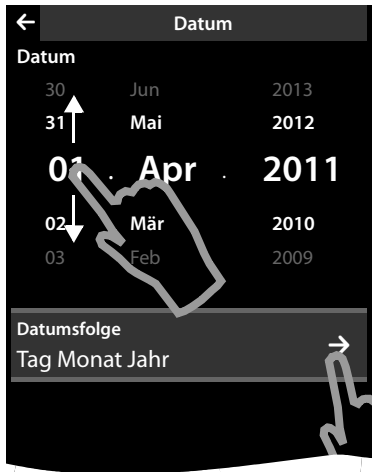 Datum
Datum
30 Jun 2013
31 Mai 2012
01 . Apr . 2011
02 Mär 2010
03 Feb 2009
Datumsfolge
Tag Monat Jahr